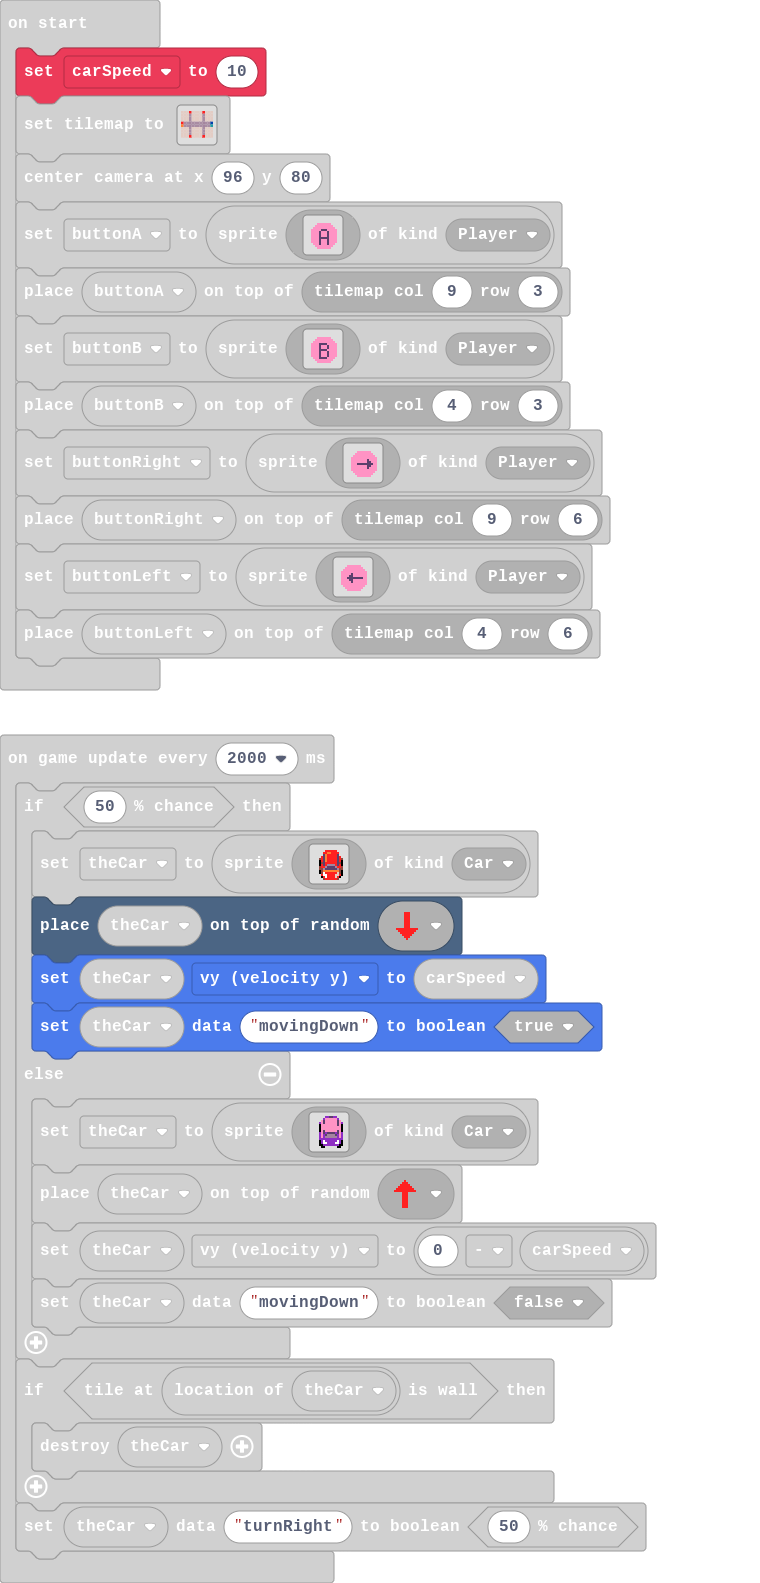 on start
set carSpeed to 10
set tilemap to
center camera at x 96 y 80
set buttonA to sprite A of kind Player
place buttonA on top of tilemap col 9 row 3
set buttonB to sprite B of kind Player
place buttonB on top of tilemap col 4 row 3
set buttonRight to sprite of kind Player
place buttonRight on top of tilemap col 9 row 6
set buttonLeft to sprite of kind Player
place buttonLeft on top of tilemap col 4 row 6
on game update every 2000 ms
if 50 % chance then
set theCar to sprite of kind Car
place theCar on top of random
set theCar vy (velocity y) to carSpeed
set theCar data "movingDown" to boolean true
else
set theCar to sprite of kind Car
place theCar on top of random
set theCar vy (velocity y) to 0 - carSpeed
set theCar data "movingDown" to boolean false
if tile at location of theCar is wall then
destroy theCar
set theCar data "turnRight" to boolean 50 % chance